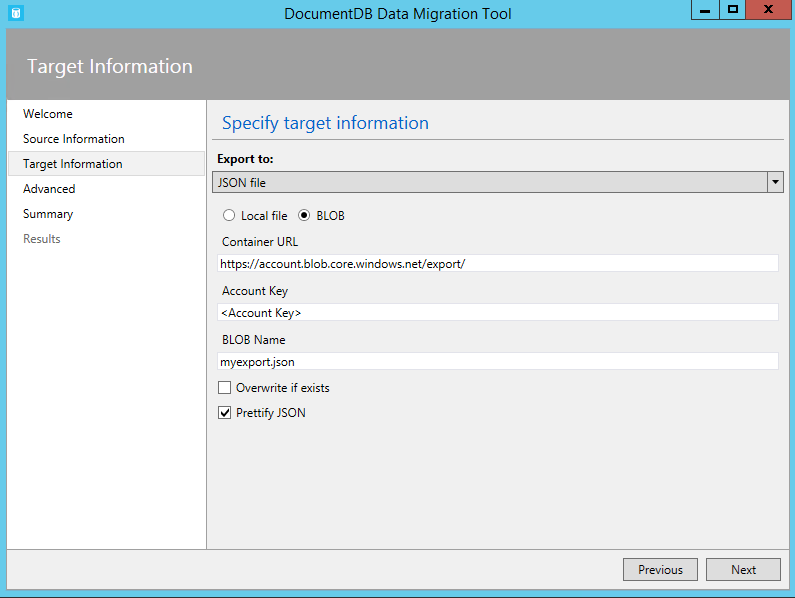 DocumentDB Data Migration Tool
Target Information
Welcome
Source Information
Target Information
Advanced
Summary
Results
Specify target information
Export to:
JSON file
Local file BLOB
Container URL
https://account.blob.core.windows.net/export/
Account Key
<Account Key>
BLOB Name
myexport.json
Overwrite if exists
Prettify JSON
Previous Next